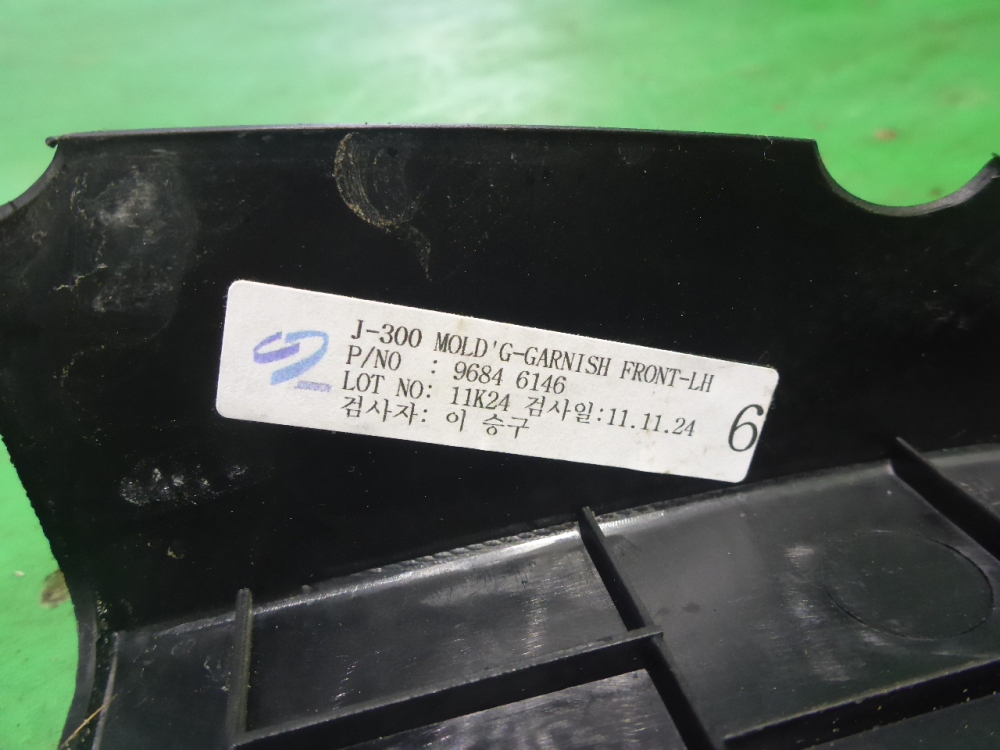 J-300 MOLD'G-GARNISH FRONT-LH
P/NO : 9684 6146
LOT NO: 11K24 검사일:11.11.24
검사자: 이 승구
6